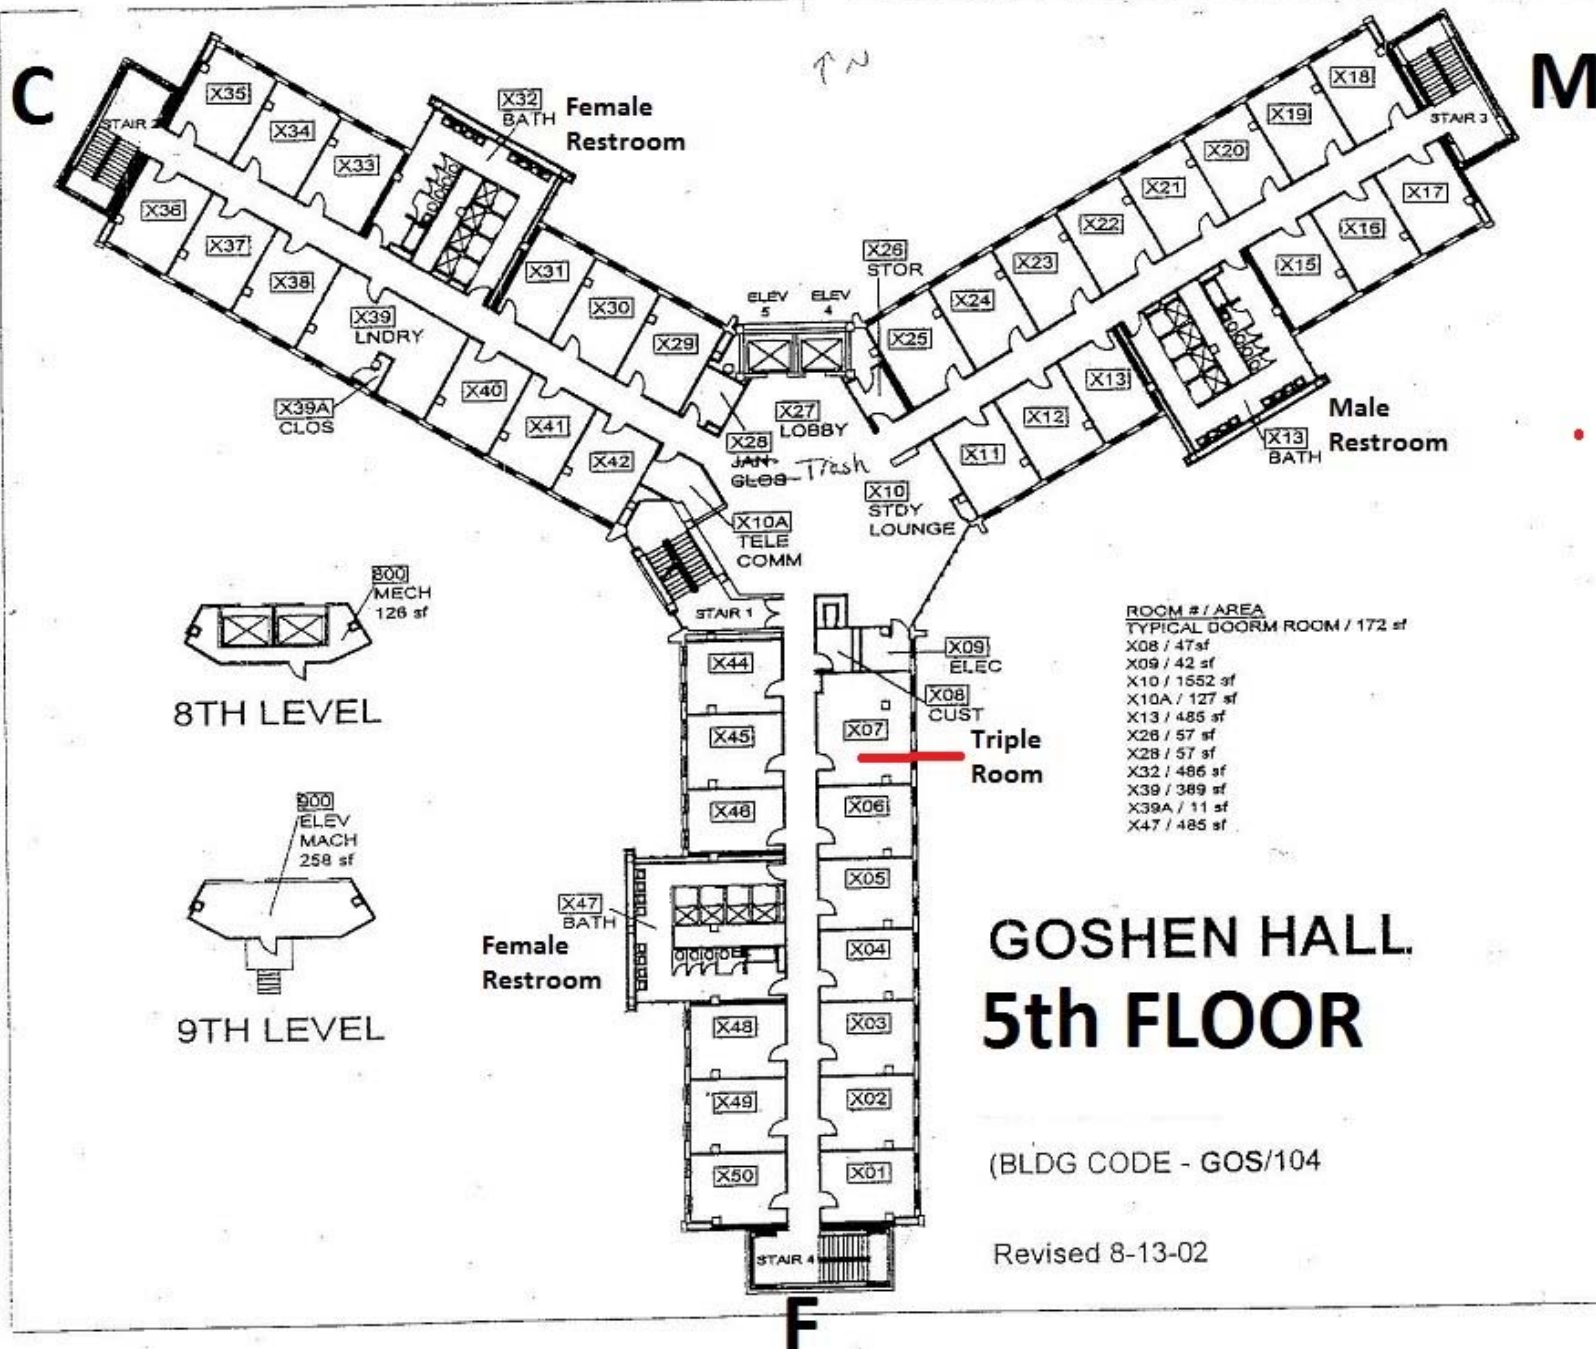 C
M
↑ N
X35
X34
X33
STAIR 2
X32
BATH
Female
Restroom
X36
X37
X38
X39
LNDRY
X39A
CLOS
X31
X30
X29
X40
X41
X42
ELEV
5
ELEV
4
X26
STOR
X27
LOBBY
X28
JAN
CLOS
Trash
X10A
TELE
COMM
X10
STDY
LOUNGE
X18
X19
X20
X21
X22
X23
X24
X25
STAIR 3
X17
X16
X15
X13
X12
X11
X13
BATH
Male
Restroom
STAIR 1
X44
X45
X46
X47
BATH
Female
Restroom
X48
X49
X50
X09
ELEC
X08
CUST
X07
Triple
Room
X06
X05
X04
X03
X02
X01
STAIR 4
F
800
MECH
126 sf
8TH LEVEL
900
ELEV
MACH
258 sf
9TH LEVEL
ROOM # / AREA
TYPICAL DOORM ROOM / 172 sf
X08 / 47sf
X09 / 42 sf
X10 / 1552 sf
X10A / 127 sf
X13 / 485 sf
X26 / 57 sf
X28 / 57 sf
X32 / 486 sf
X39 / 389 sf
X39A / 11 sf
X47 / 485 sf
GOSHEN HALL
5th FLOOR
(BLDG CODE - GOS/104
Revised 8-13-02